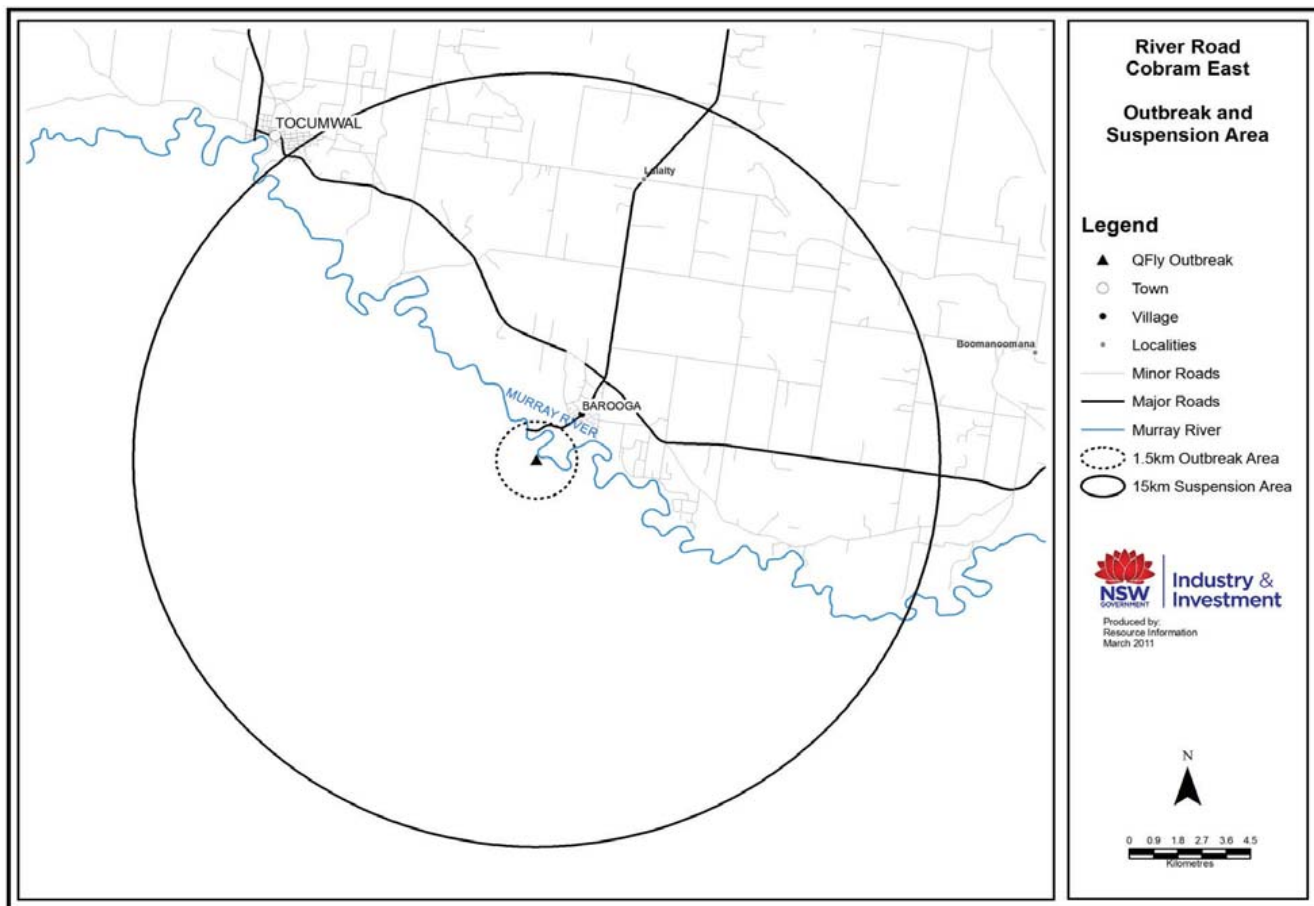 River Road
Cobram East
Outbreak and
Suspension Area
TOCUMWAL
Lalalty
Boomanoomana
MURRAY RIVER
BAROOGA
Legend
QFly Outbreak
Town
Village
Localities
Minor Roads
Major Roads
Murray River
1.5km Outbreak Area
15km Suspension Area
NSW
GOVERNMENT
Industry &
Investment
Produced by:
Resource Information
March 2011
N
0 0.9 1.8 2.7 3.6 4.5
Kilometres